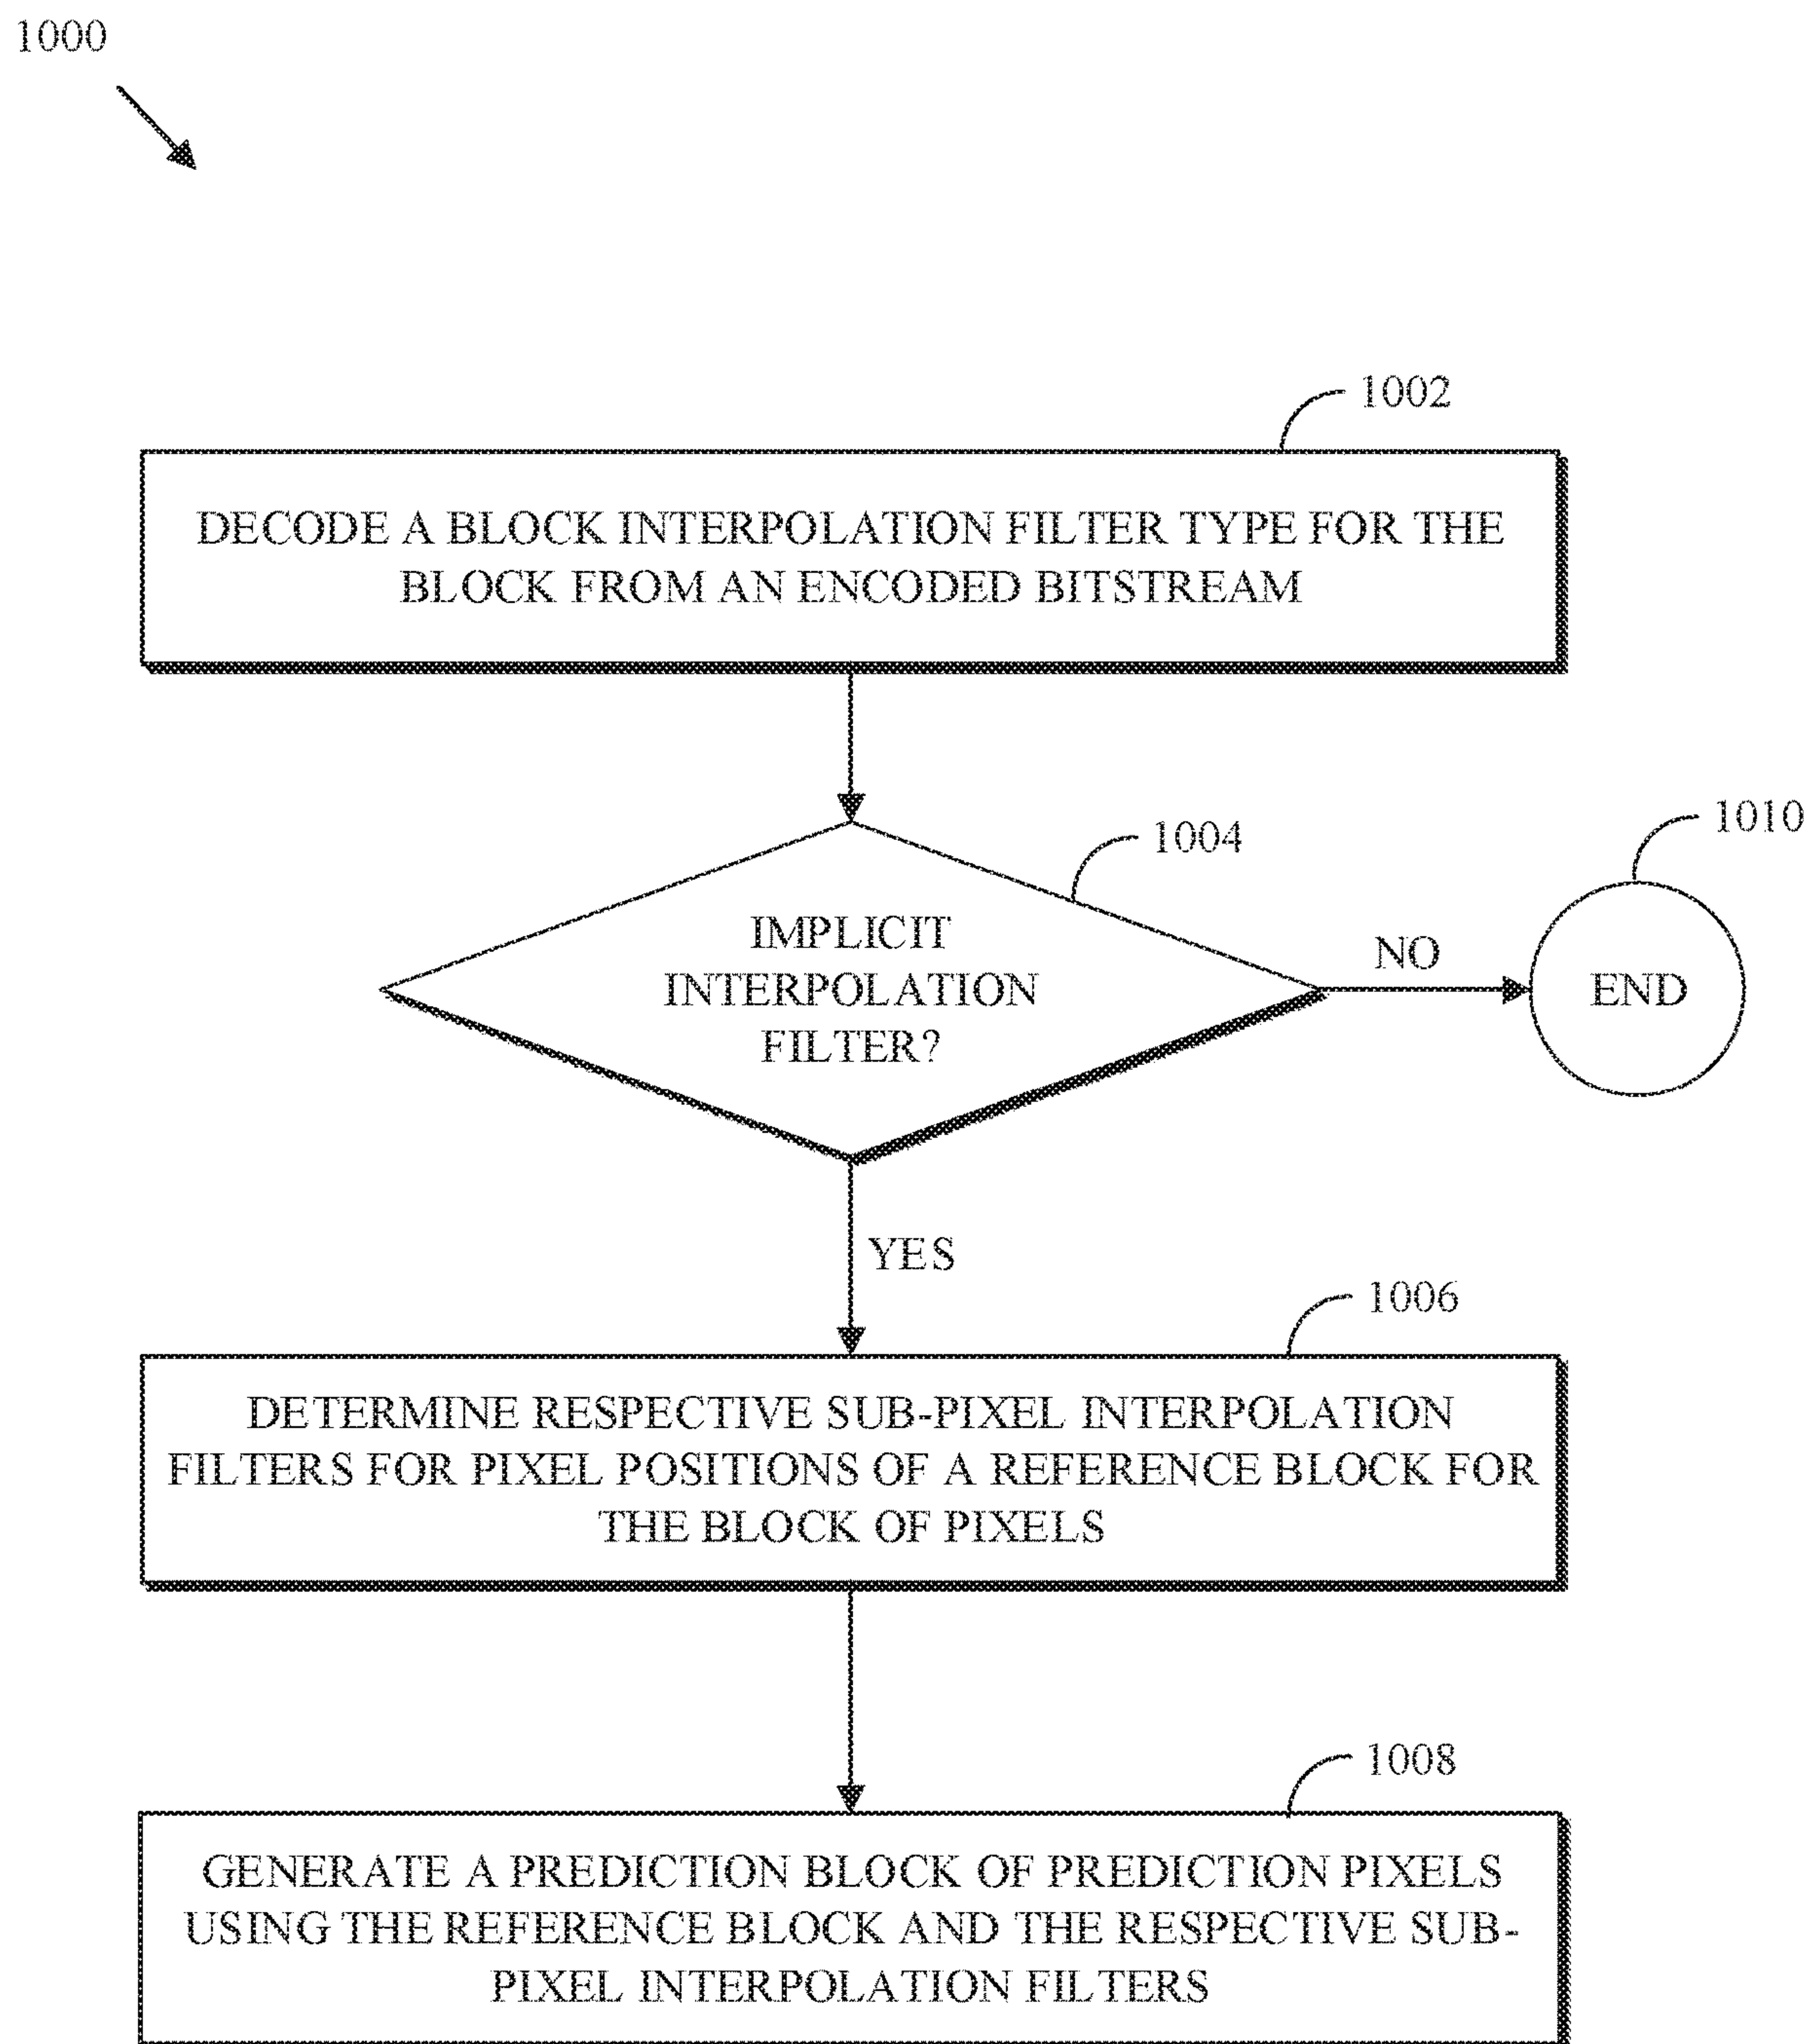 1000
1002
DECODE A BLOCK INTERPOLATION FILTER TYPE FOR THE
BLOCK FROM AN ENCODED BITSTREAM
1004
1010
IMPLICIT
INTERPOLATION
FILTER?
NO
END
YES
1006
DETERMINE RESPECTIVE SUB-PIXEL INTERPOLATION
FILTERS FOR PIXEL POSITIONS OF A REFERENCE BLOCK FOR
THE BLOCK OF PIXELS
1008
GENERATE A PREDICTION BLOCK OF PREDICTION PIXELS
USING THE REFERENCE BLOCK AND THE RESPECTIVE SUB-
PIXEL INTERPOLATION FILTERS